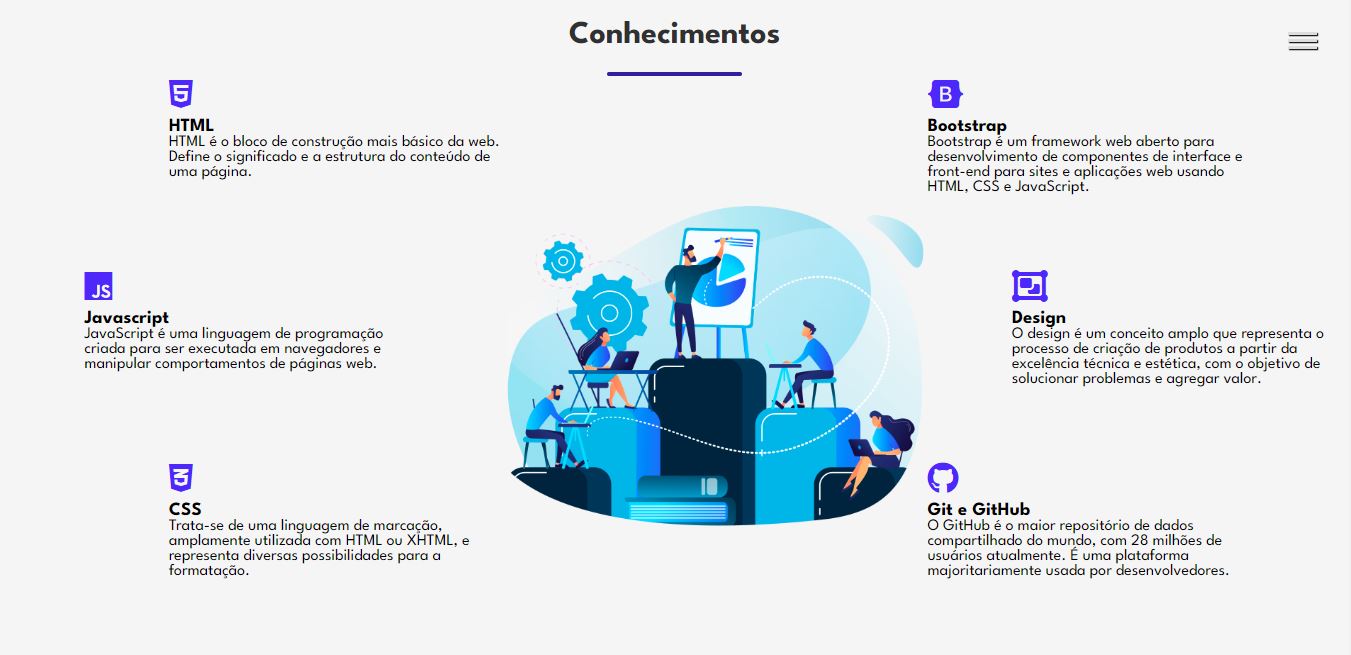 Conhecimentos
HTML
HTML é o bloco de construção mais básico da web.
Define o significado e a estrutura do conteúdo de
uma página.
B
Bootstrap
Bootstrap é um framework web aberto para
desenvolvimento de componentes de interface e
front-end para sites e aplicações web usando
HTML, CSS e JavaScript.
JS
Javascript
JavaScript é uma linguagem de programação
criada para ser executada em navegadores e
manipular comportamentos de páginas web.
Design
O design é um conceito amplo que representa o
processo de criação de produtos a partir da
excelência técnica e estética, com o objetivo de
solucionar problemas e agregar valor.
CSS
Trata-se de uma linguagem de marcação,
amplamente utilizada com HTML ou XHTML, e
representa diversas possibilidades para a
formatação.
Git e GitHub
O GitHub é o maior repositório de dados
compartilhado do mundo, com 28 milhões de
usuários atualmente. É uma plataforma
majoritariamente usada por desenvolvedores.